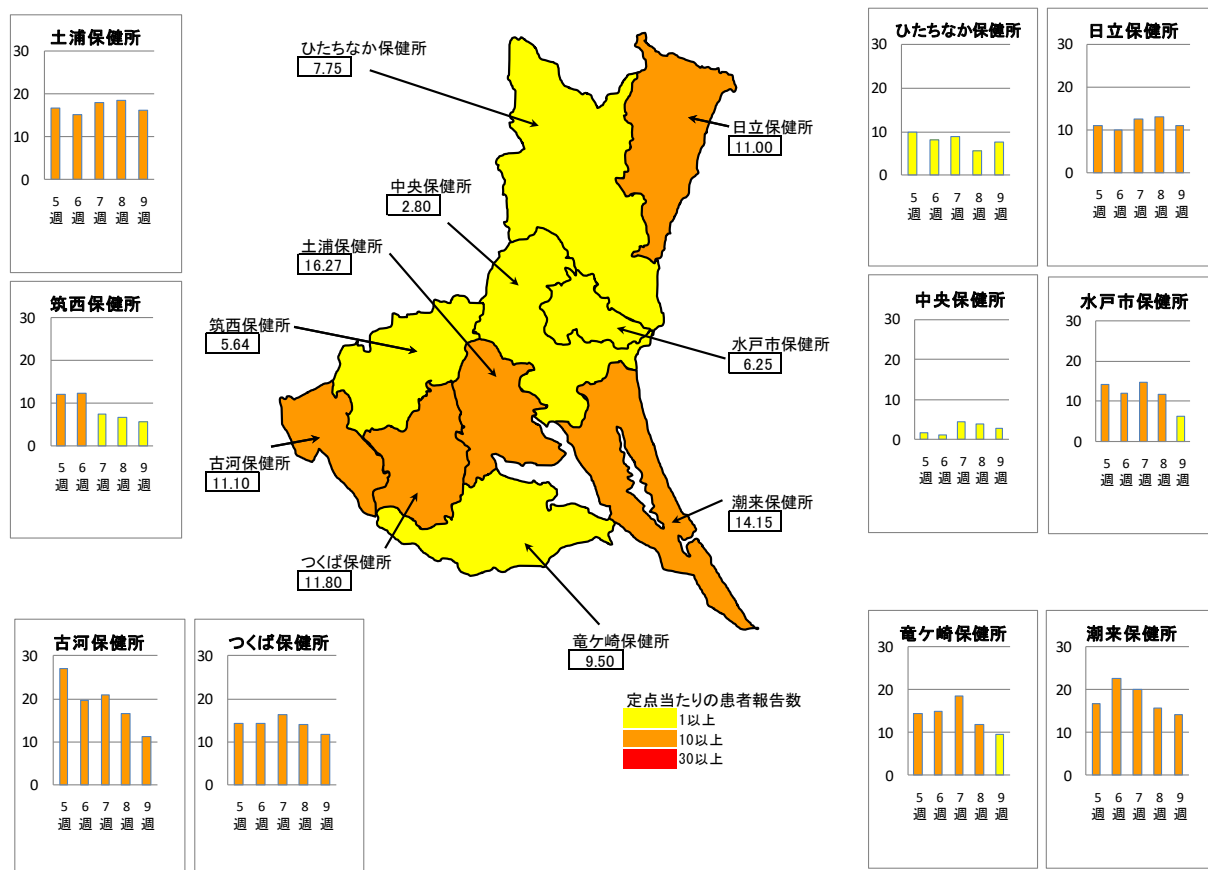 土浦保健所
30
20
10
0
5 6 7 8 9
週 週 週 週 週
筑西保健所
30
20
10
0
5 6 7 8 9
週 週 週 週 週
古河保健所
30
20
10
0
5 6 7 8 9
週 週 週 週 週
つくば保健所
30
20
10
0
5 6 7 8 9
週 週 週 週 週
ひたちなか保健所
7.75
日立保健所
11.00
中央保健所
2.80
土浦保健所
16.27
筑西保健所
5.64
水戸市保健所
6.25
古河保健所
11.10
潮来保健所
14.15
つくば保健所
11.80
竜ケ崎保健所
9.50
定点当たりの患者報告数
1以上
10以上
30以上
ひたちなか保健所
30
20
10
0
5 6 7 8 9
週 週 週 週 週
日立保健所
30
20
10
0
5 6 7 8 9
週 週 週 週 週
中央保健所
30
20
10
0
5 6 7 8 9
週 週 週 週 週
水戸市保健所
30
20
10
0
5 6 7 8 9
週 週 週 週 週
竜ケ崎保健所
30
20
10
0
5 6 7 8 9
週 週 週 週 週
潮来保健所
30
20
10
0
5 6 7 8 9
週 週 週 週 週